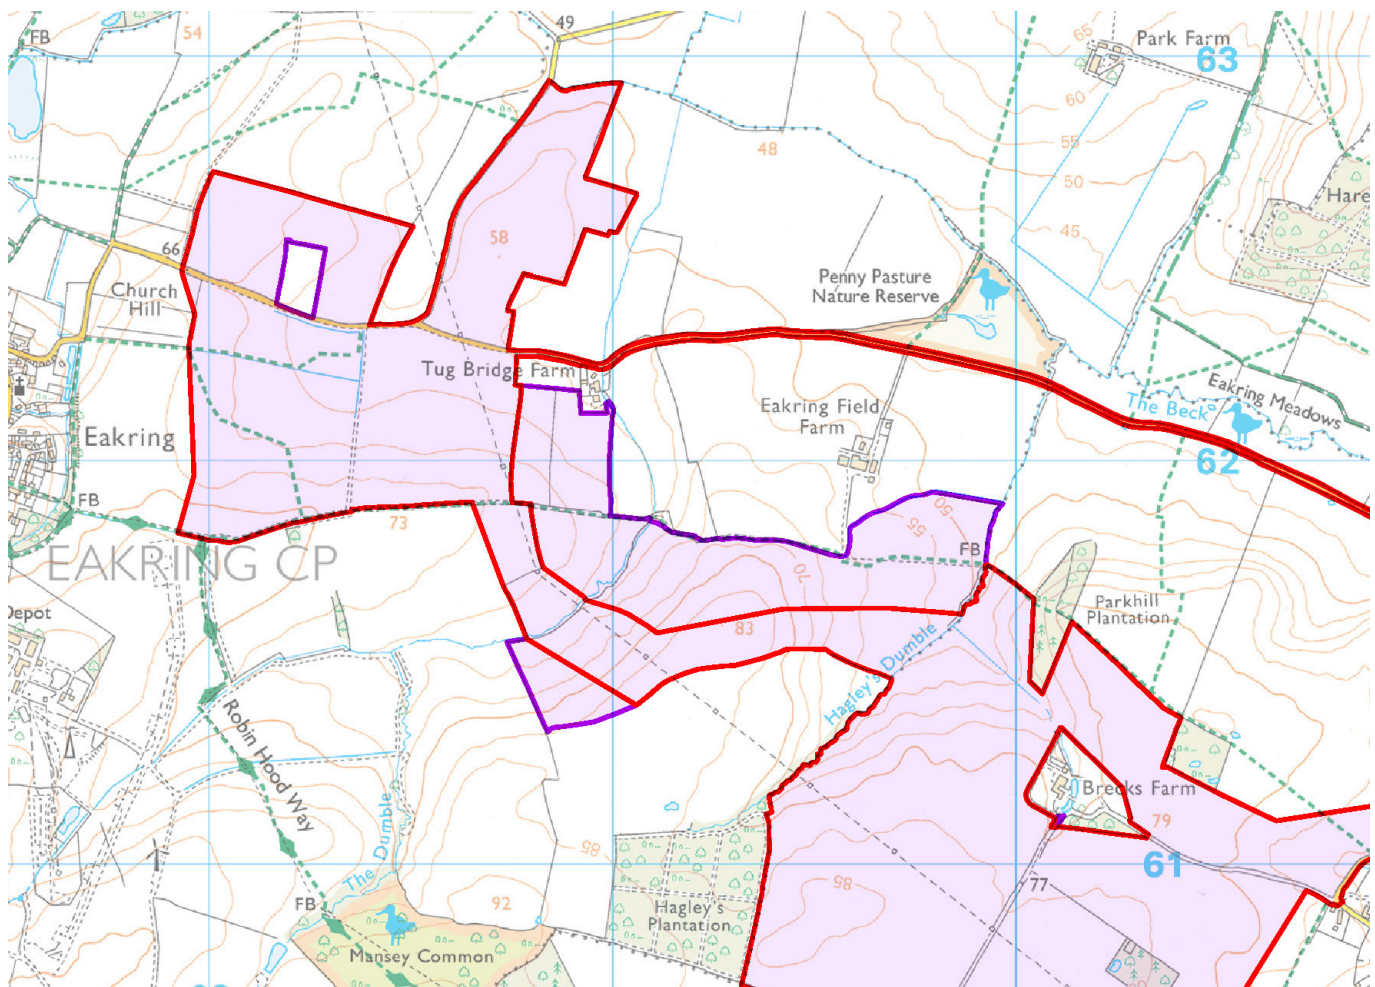 49
FB
54
65
Park Farm
63
60
55
48
50
Hare
45
66
58
Church
Hill
Penny Pasture
Nature Reserve
Tug Bridge Farm
Eakring Meadows
The Beck
Eakring Field
Farm
Eakring
62
FB
73
50
55
FB
EAKRING CP
70
Parkhill
Plantation
Depot
83
Hagley's Dumble
Robin Hood Way
Brecks Farm
79
The Dumble
85
61
77
85
FB
92
Hagley's
Plantation
Mansey Common